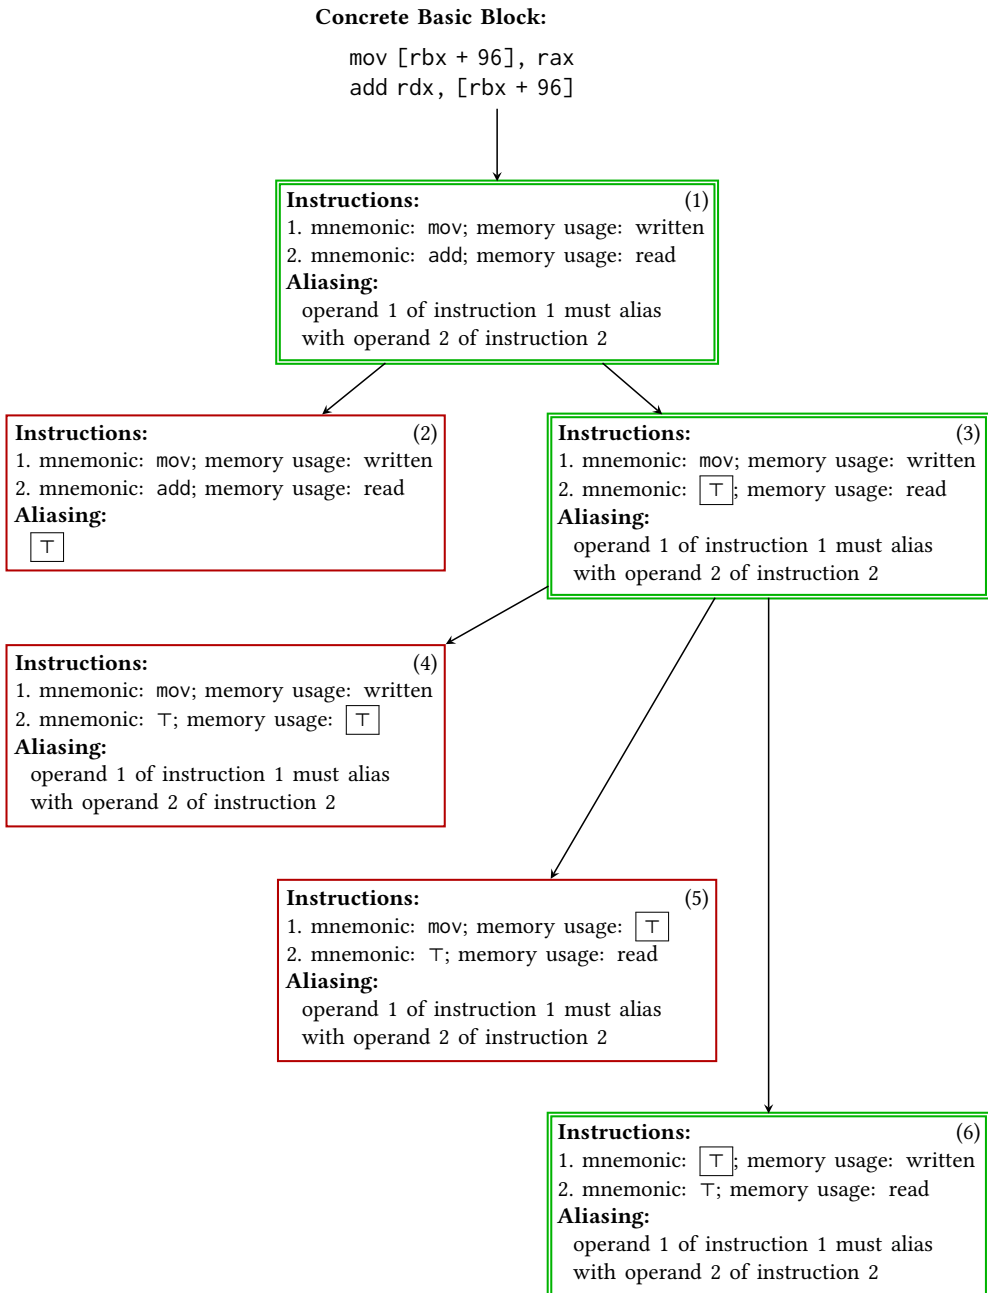 Concrete Basic Block:
mov [rbx + 96], rax
add rdx, [rbx + 96]
Instructions: (1)
1. mnemonic: mov; memory usage: written
2. mnemonic: add; memory usage: read
Aliasing:
operand 1 of instruction 1 must alias
with operand 2 of instruction 2
Instructions: (2)
1. mnemonic: mov; memory usage: written
2. mnemonic: add; memory usage: read
Aliasing:
⊤
Instructions: (3)
1. mnemonic: mov; memory usage: written
2. mnemonic: ⊤; memory usage: read
Aliasing:
operand 1 of instruction 1 must alias
with operand 2 of instruction 2
Instructions: (4)
1. mnemonic: mov; memory usage: written
2. mnemonic: ⊤; memory usage: ⊤
Aliasing:
operand 1 of instruction 1 must alias
with operand 2 of instruction 2
Instructions: (5)
1. mnemonic: mov; memory usage: ⊤
2. mnemonic: ⊤; memory usage: read
Aliasing:
operand 1 of instruction 1 must alias
with operand 2 of instruction 2
Instructions: (6)
1. mnemonic: ⊤; memory usage: written
2. mnemonic: ⊤; memory usage: read
Aliasing:
operand 1 of instruction 1 must alias
with operand 2 of instruction 2